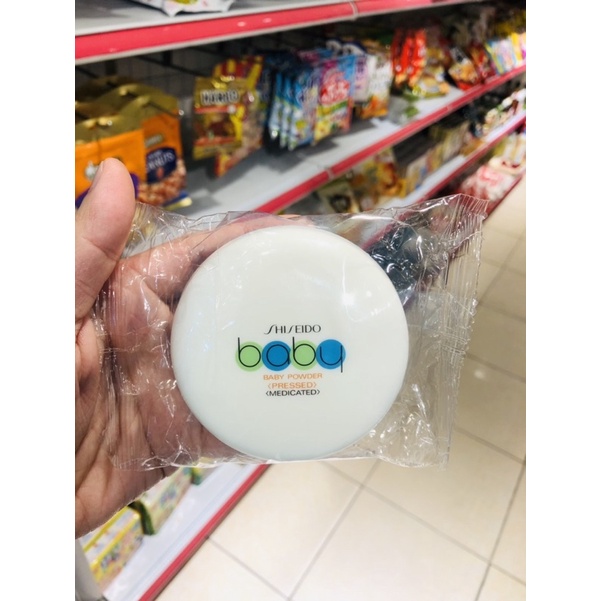 SHISEIDO
baby
BABY POWDER
〈PRESSED〉
〈MEDICATED〉